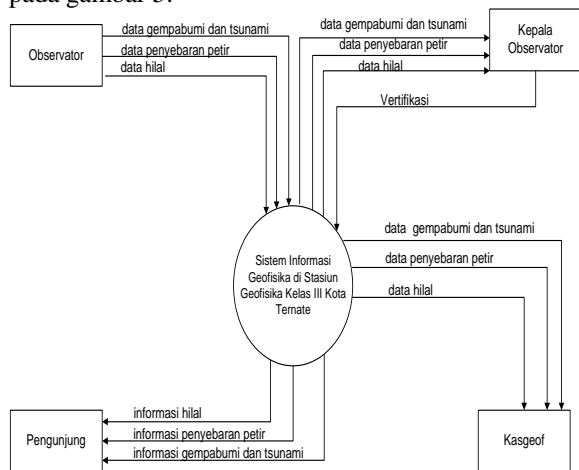 pada gambar 3.
data gempabumi dan tsunami
data penyebaran petir
data hilal
Observator
data gempabumi dan tsunami
data penyebaran petir
data hilal
Kepala
Observator
Vertifikasi
Sistem Informasi
Geofisika di Stasiun
Geofisika Kelas III Kota
Ternate
data gempabumi dan tsunami
data penyebaran petir
data hilal
informasi hilal
informasi penyebaran petir
informasi gempabumi dan tsunami
Pengunjung
Kasgeof